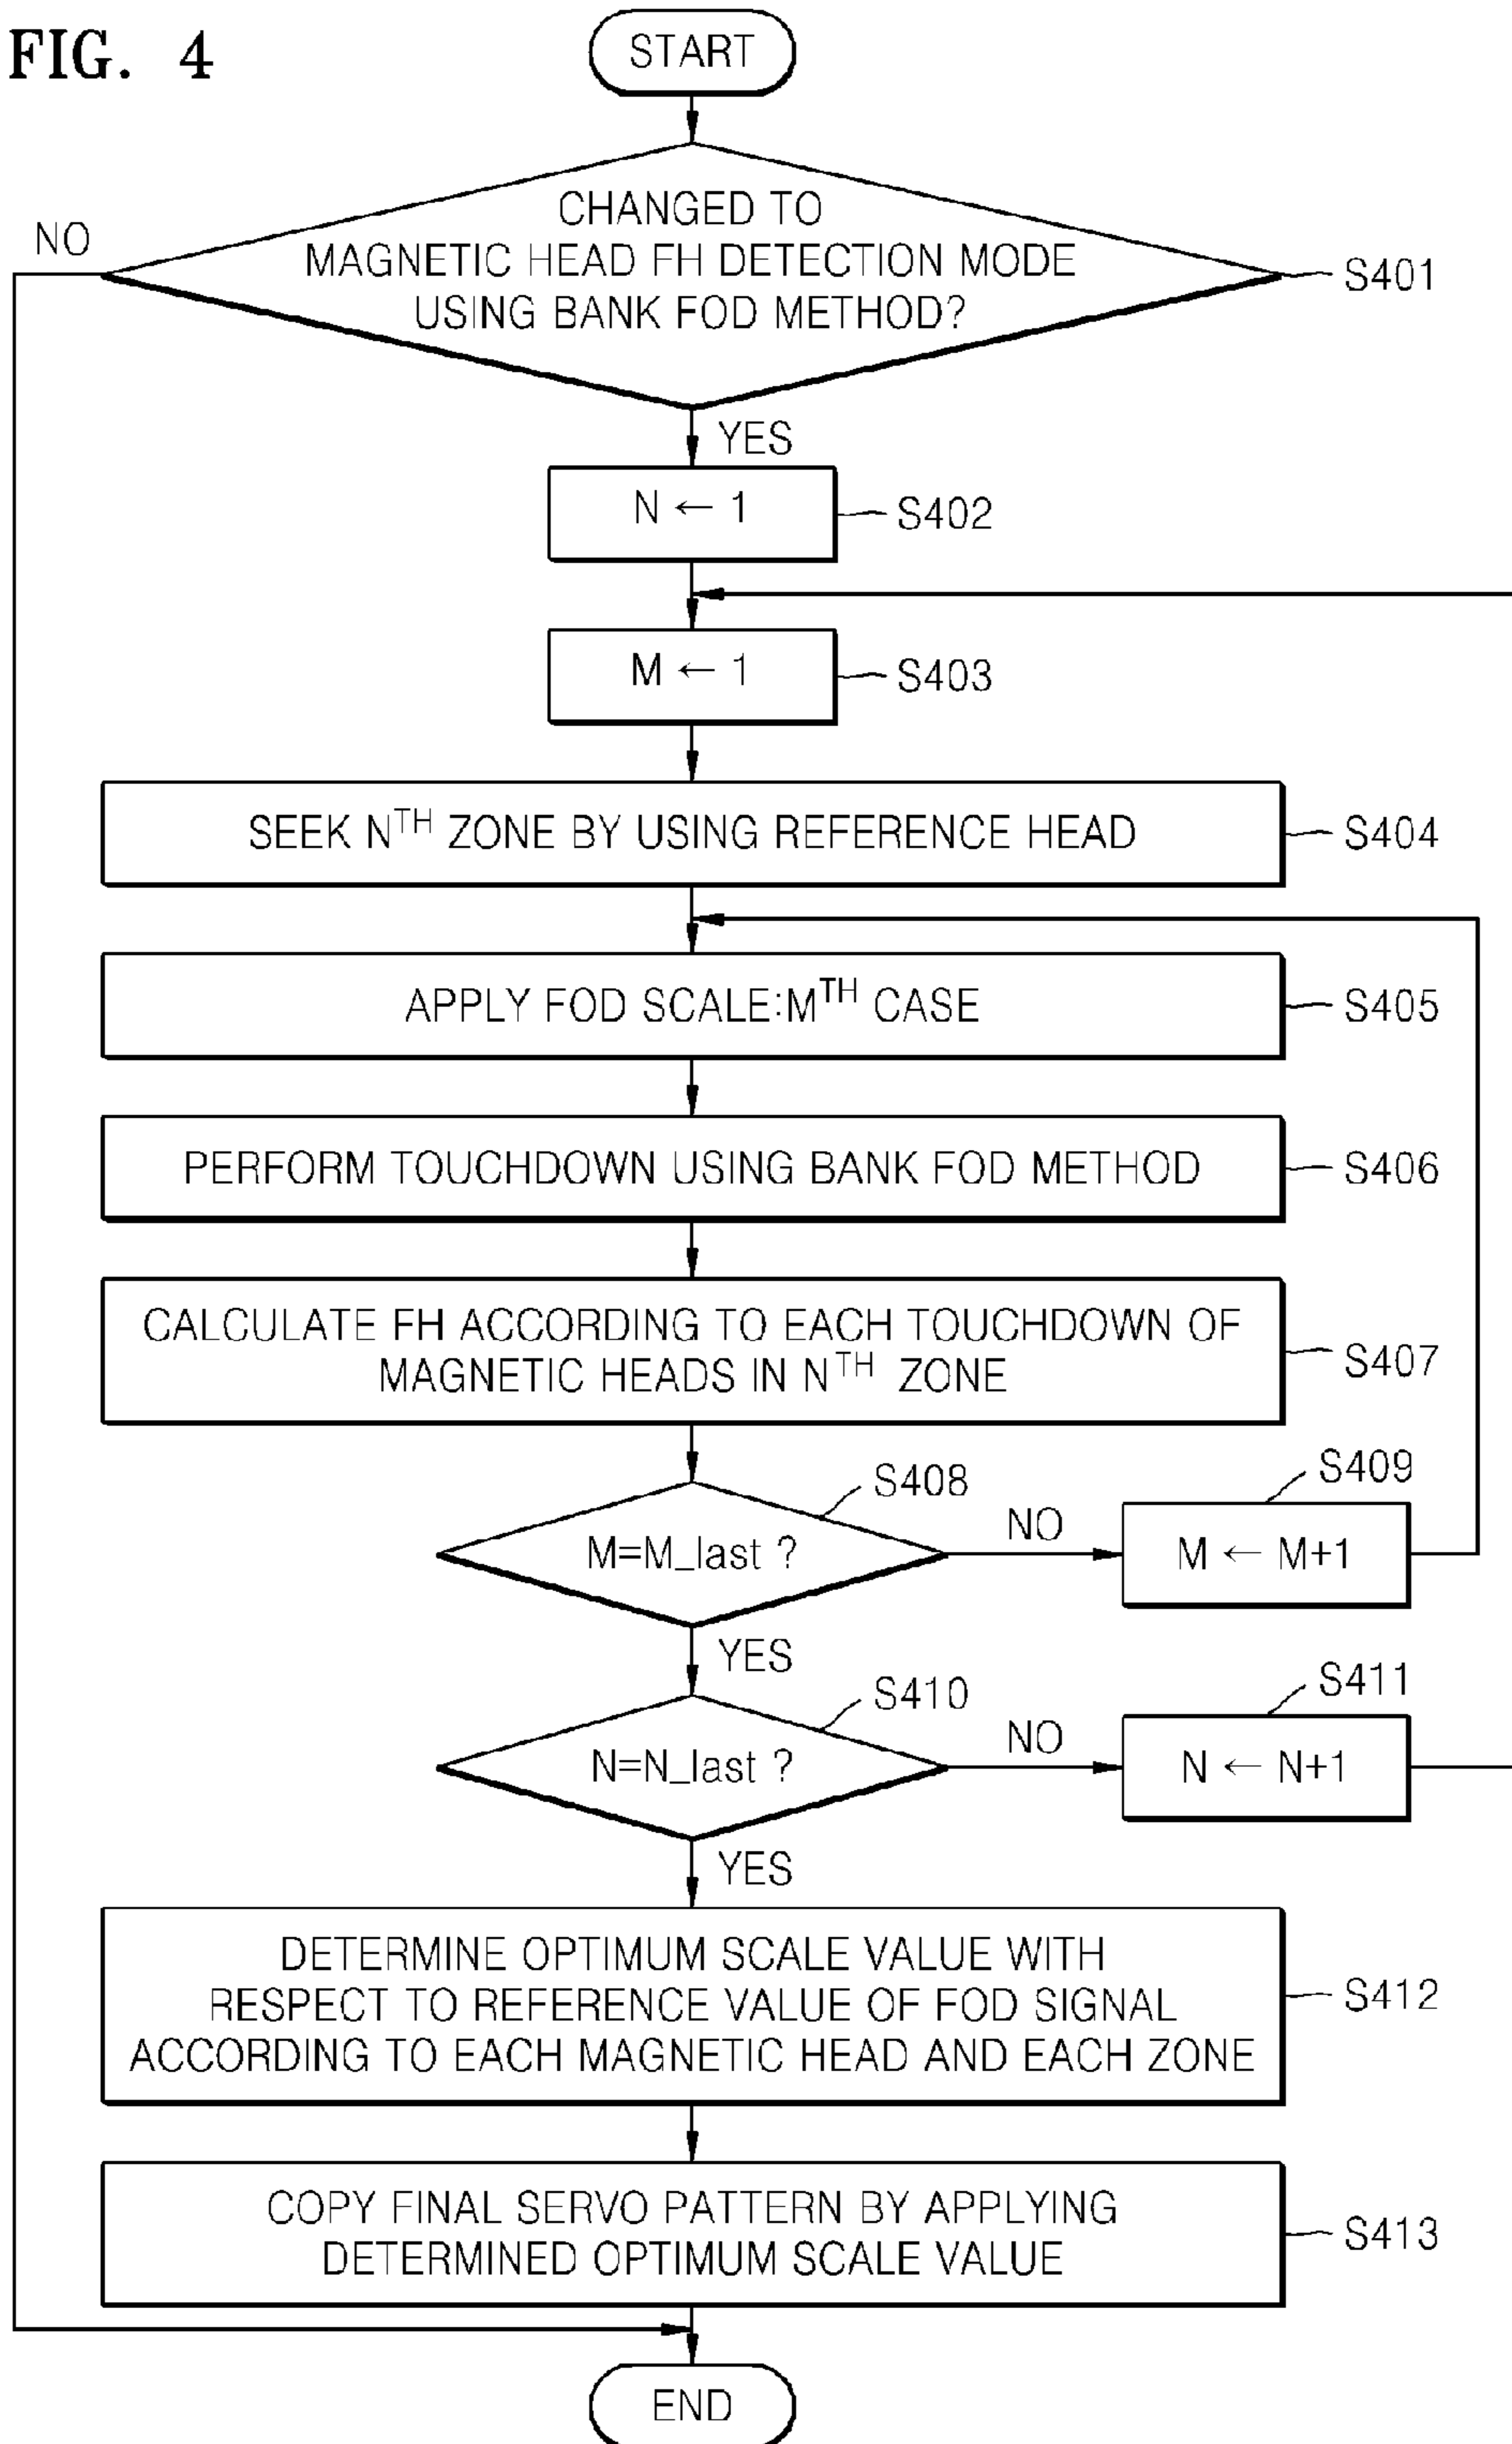 FIG. 4
START
CHANGED TO
MAGNETIC HEAD FH DETECTION MODE
USING BANK FOD METHOD?
NO
S401
YES
N ← 1
S402
M ← 1
S403
SEEK Nᵀᴴ ZONE BY USING REFERENCE HEAD
S404
APPLY FOD SCALE:Mᵀᴴ CASE
S405
PERFORM TOUCHDOWN USING BANK FOD METHOD
S406
CALCULATE FH ACCORDING TO EACH TOUCHDOWN OF
MAGNETIC HEADS IN Nᵀᴴ ZONE
S407
M=M_last ?
S408
NO
M ← M+1
S409
YES
N=N_last ?
S410
NO
N ← N+1
S411
YES
DETERMINE OPTIMUM SCALE VALUE WITH
RESPECT TO REFERENCE VALUE OF FOD SIGNAL
ACCORDING TO EACH MAGNETIC HEAD AND EACH ZONE
S412
COPY FINAL SERVO PATTERN BY APPLYING
DETERMINED OPTIMUM SCALE VALUE
S413
END